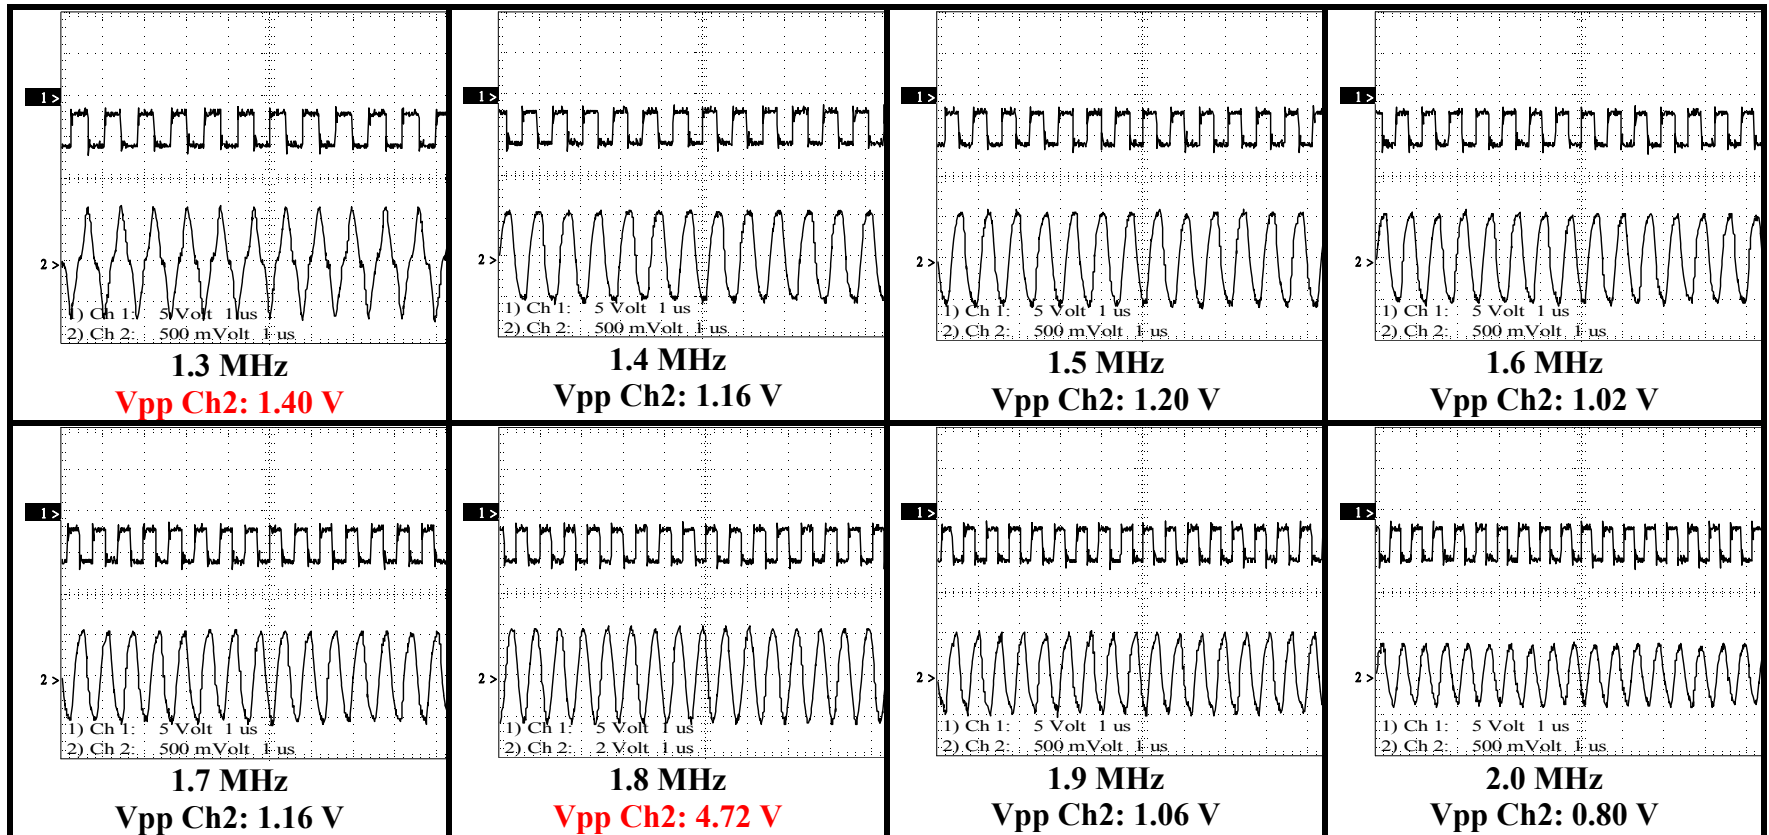 1 >
2 >
1) Ch 1: 5 Volt 1 us
2) Ch 2: 500 mVolt 1 us
1.3 MHz
Vpp Ch2: 1.40 V
1 >
2 >
1) Ch 1: 5 Volt 1 us
2) Ch 2: 500 mVolt 1 us
1.4 MHz
Vpp Ch2: 1.16 V
1 >
2 >
1) Ch 1: 5 Volt 1 us
2) Ch 2: 500 mVolt 1 us
1.5 MHz
Vpp Ch2: 1.20 V
1 >
2 >
1) Ch 1: 5 Volt 1 us
2) Ch 2: 500 mVolt 1 us
1.6 MHz
Vpp Ch2: 1.02 V
1 >
2 >
1) Ch 1: 5 Volt 1 us
2) Ch 2: 500 mVolt 1 us
1.7 MHz
Vpp Ch2: 1.16 V
1 >
2 >
1) Ch 1: 5 Volt 1 us
2) Ch 2: 2 Volt 1 us
1.8 MHz
Vpp Ch2: 4.72 V
1 >
2 >
1) Ch 1: 5 Volt 1 us
2) Ch 2: 500 mVolt 1 us
1.9 MHz
Vpp Ch2: 1.06 V
1 >
2 >
1) Ch 1: 5 Volt 1 us
2) Ch 2: 500 mVolt 1 us
2.0 MHz
Vpp Ch2: 0.80 V